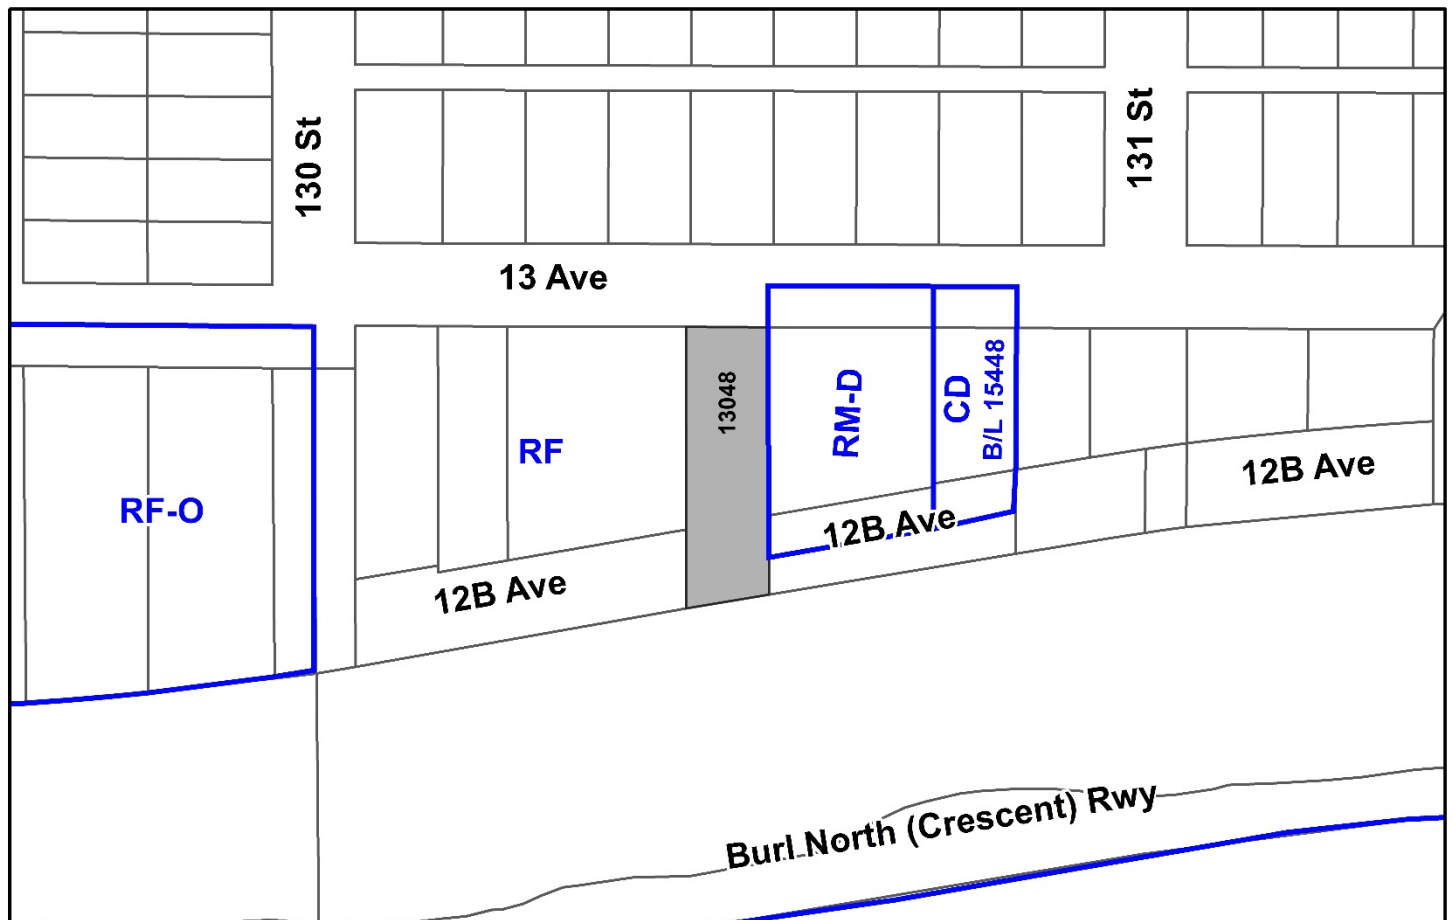 130 St
131 St
13 Ave
13048
RM-D
CD
B/L 15448
RF
RF-O
12B Ave
12B Ave
12B Ave
Burl North (Crescent) Rwy